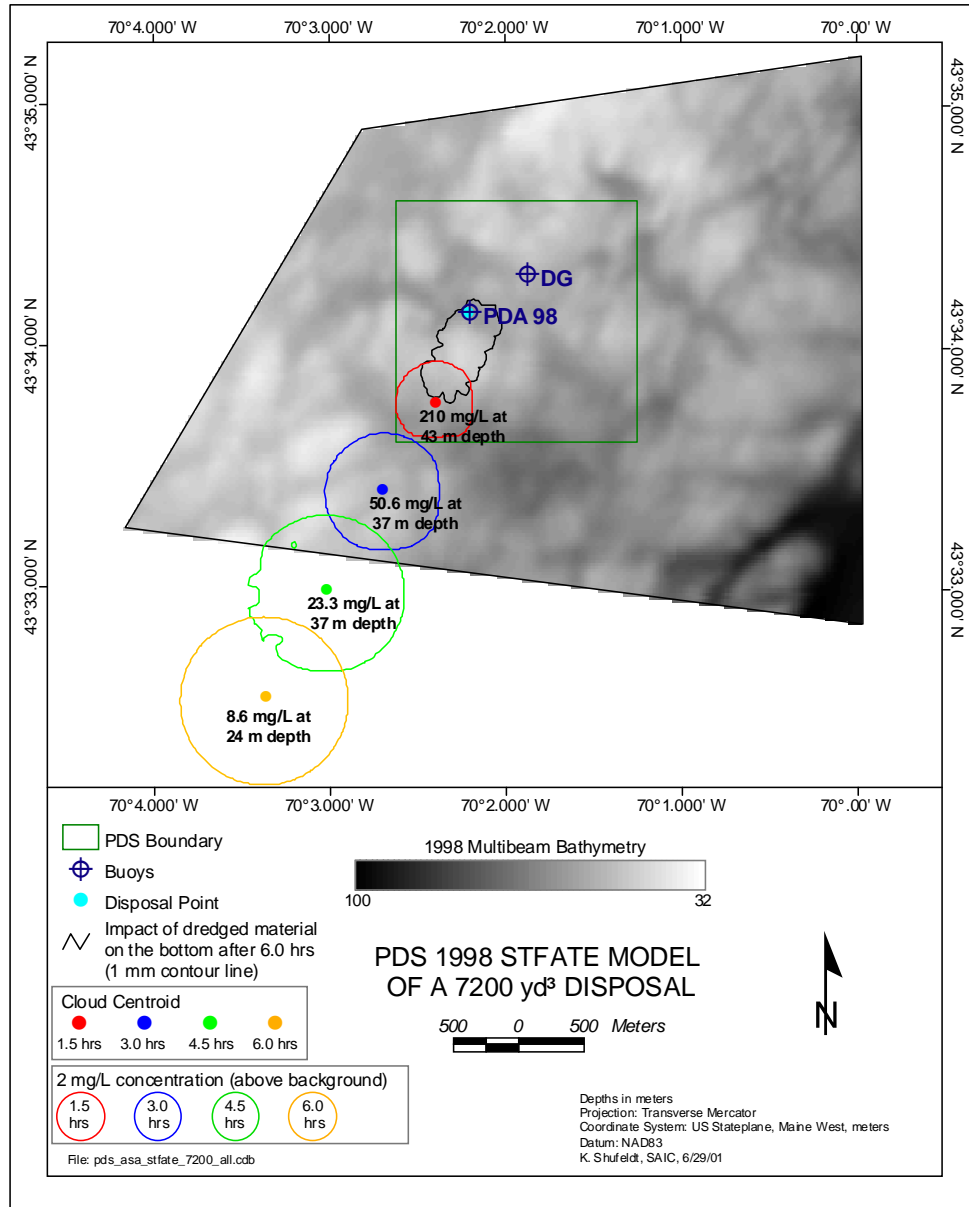 70°4.000' W 70°3.000' W 70°2.000' W 70°1.000' W 70°.00' W
43°35.000' N
43°35.000' N
DG
PDA 98
43°34.000' N
43°34.000' N
210 mg/L at
43 m depth
50.6 mg/L at
37 m depth
43°33.000' N
43°33.000' N
23.3 mg/L at
37 m depth
8.6 mg/L at
24 m depth
70°4.000' W 70°3.000' W 70°2.000' W 70°1.000' W 70°.00' W
PDS Boundary
Buoys
Disposal Point
Impact of dredged material
on the bottom after 6.0 hrs
(1 mm contour line)
1998 Multibeam Bathymetry
100 32
PDS 1998 STFATE MODEL
OF A 7200 yd³ DISPOSAL
500 0 500 Meters
N
Cloud Centroid
1.5 hrs 3.0 hrs 4.5 hrs 6.0 hrs
2 mg/L concentration (above background)
1.5 3.0 4.5 6.0
hrs hrs hrs hrs
File: pds_asa_stfate_7200_all.cdb
Depths in meters
Projection: Transverse Mercator
Coordinate System: US Stateplane, Maine West, meters
Datum: NAD83
K. Shufeldt, SAIC, 6/29/01